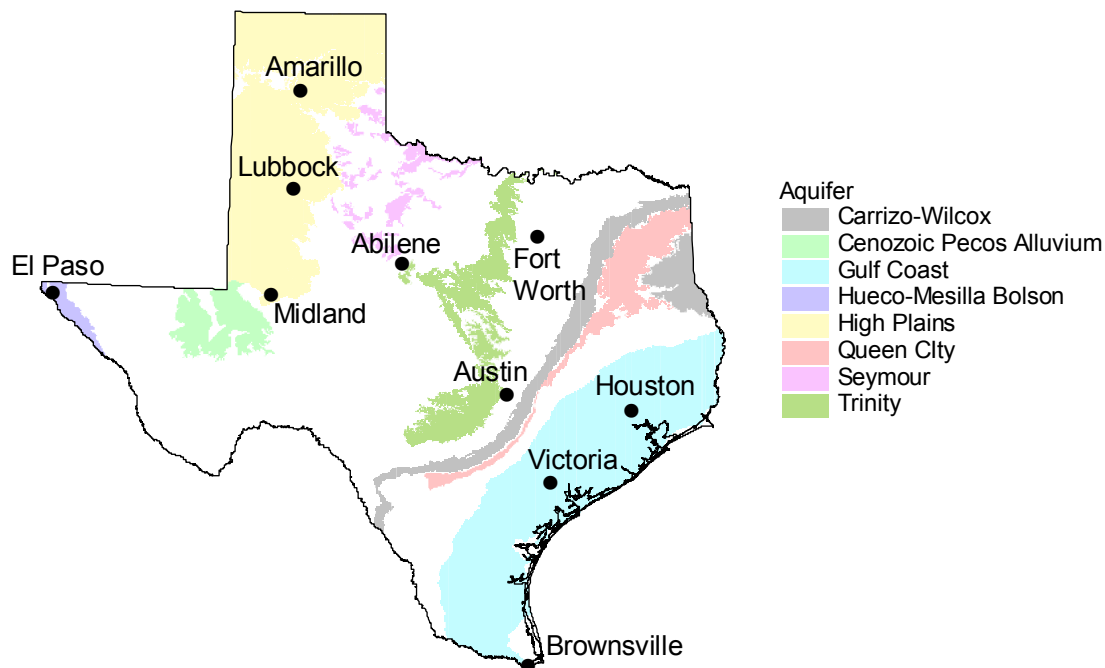 Amarillo
Lubbock
Abilene
El Paso
Fort
Worth
Midland
Austin
Houston
Victoria
Brownsville
Aquifer
Carrizo-Wilcox
Cenozoic Pecos Alluvium
Gulf Coast
Hueco-Mesilla Bolson
High Plains
Queen CIty
Seymour
Trinity